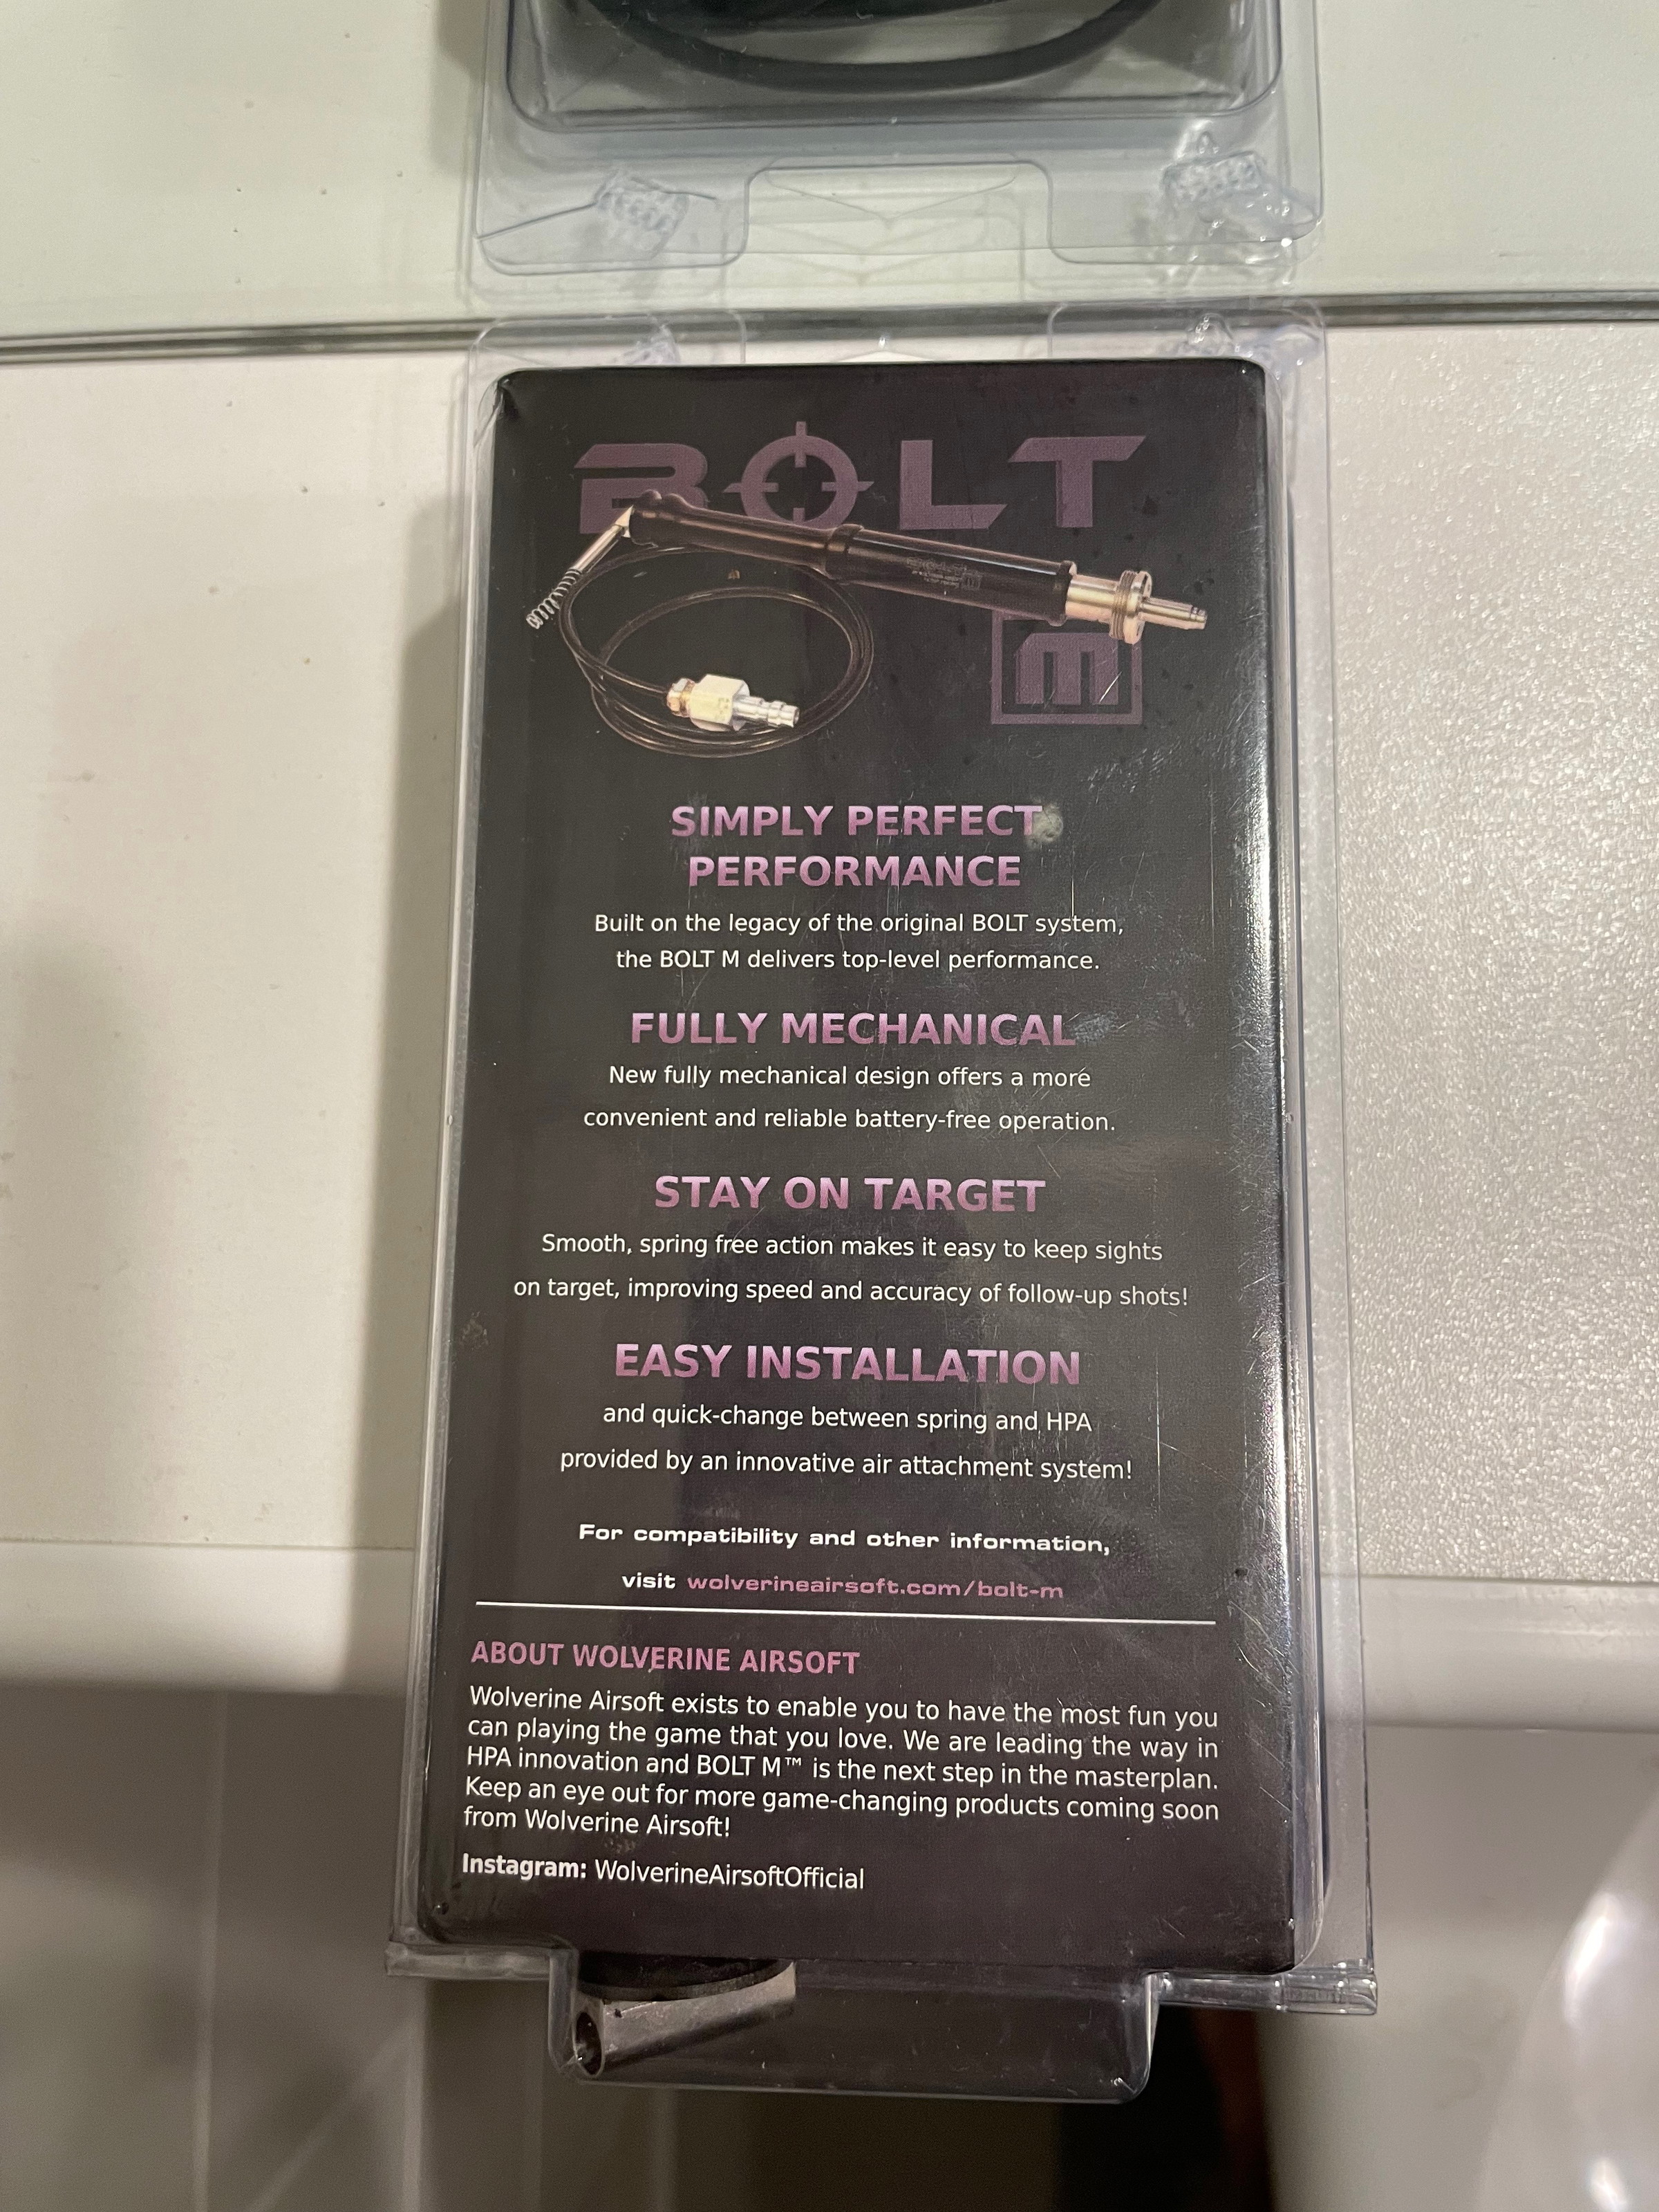 BOLT
M
SIMPLY PERFECT
PERFORMANCE
Built on the legacy of the original BOLT system,
the BOLT M delivers top-level performance.
FULLY MECHANICAL
New fully mechanical design offers a more
convenient and reliable battery-free operation.
STAY ON TARGET
Smooth, spring free action makes it easy to keep sights
on target, improving speed and accuracy of follow-up shots!
EASY INSTALLATION
and quick-change between spring and HPA
provided by an innovative air attachment system!
For compatibility and other information,
visit wolverineairsoft.com/bolt-m
ABOUT WOLVERINE AIRSOFT
Wolverine Airsoft exists to enable you to have the most fun you
can playing the game that you love. We are leading the way in
HPA innovation and BOLT M™ is the next step in the masterplan.
Keep an eye out for more game-changing products coming soon
from Wolverine Airsoft!
Instagram: WolverineAirsoftOfficial